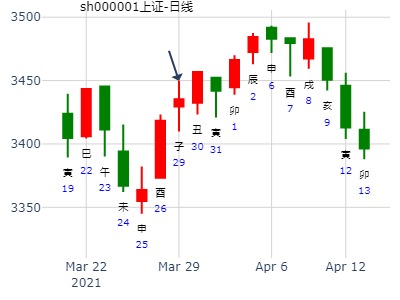 sh000001上证-日线
3500
3450
3400
3350
寅
19
巳
22
午
23
未
24
申
25
酉
26
子
29
丑
30
寅
31
卯
1
辰
2
申
6
酉
7
戌
8
亥
9
寅
12
卯
13
Mar 22
2021
Mar 29
Apr 6
Apr 12